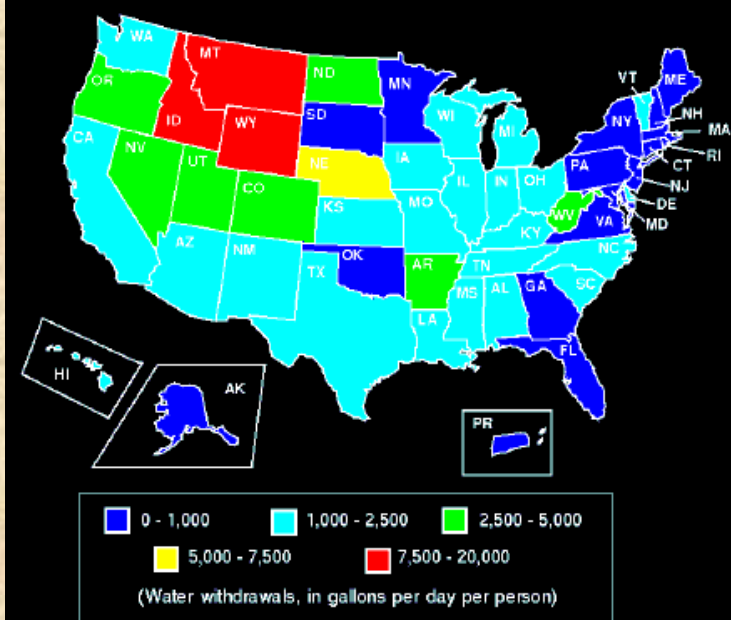 WA
MT
ND
MN
VT
ME
OR
ID
SD
WI
MI
NY
NH
MA
WY
RI
CA
NV
UT
NE
IA
PA
CT
CO
IL
IN
OH
NJ
KS
MO
WV
VA
DE
MD
KY
AZ
NM
OK
AR
TN
NC
TX
MS
AL
GA
SC
LA
FL
HI
AK
PR
0 - 1,000
1,000 - 2,500
2,500 - 5,000
5,000 - 7,500
7,500 - 20,000
(Water withdrawals, in gallons per day per person)